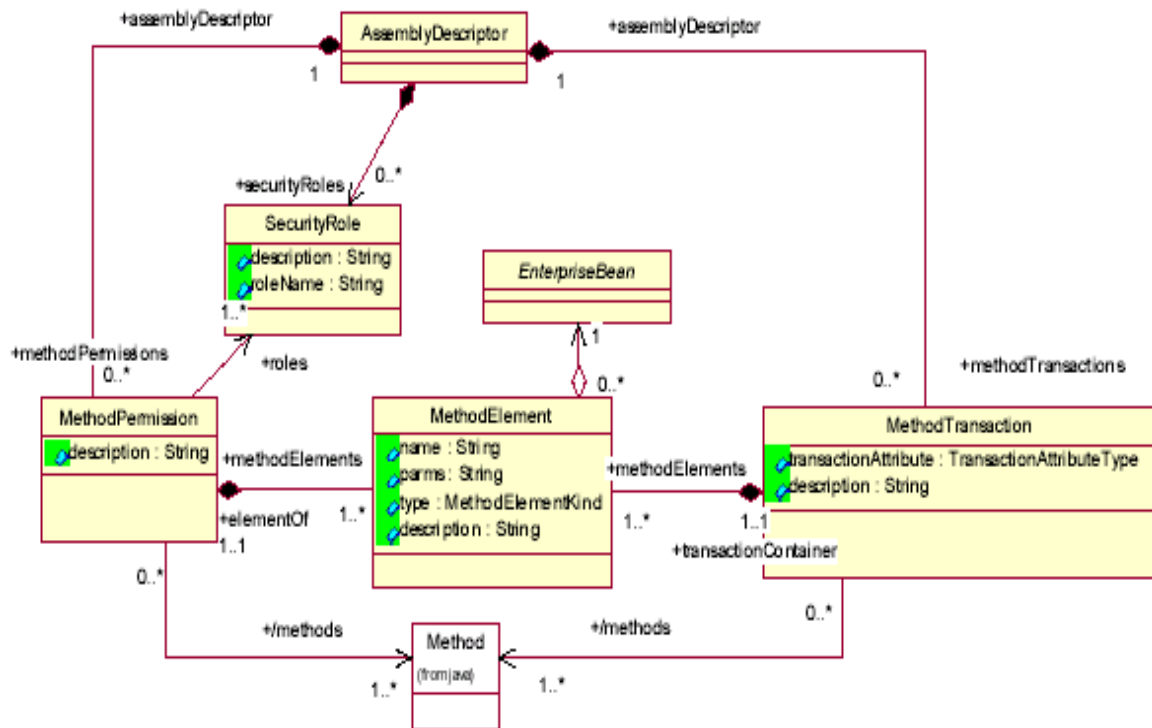 +assemblyDescriptor
AssemblyDescriptor
+assemblyDescriptor
1
1
0..*
+securityRoles
SecurityRole
description : String
roleName : String
1..*
EnterpriseBean
1
+roles
+methodPermissions
0..*
0..*
+methodTransactions
0..*
MethodPermission
description : String
MethodElement
name : String
parms : String
type : MethodElementKind
description : String
MethodTransaction
transactionAttribute : TransactionAttributeType
description : String
+methodElements
+elementOf
1..*
1..1
+methodElements
1..*
1..1
+transactionContainer
0..*
0..*
+/methods
+/methods
Method
(from java)
1..*
1..*